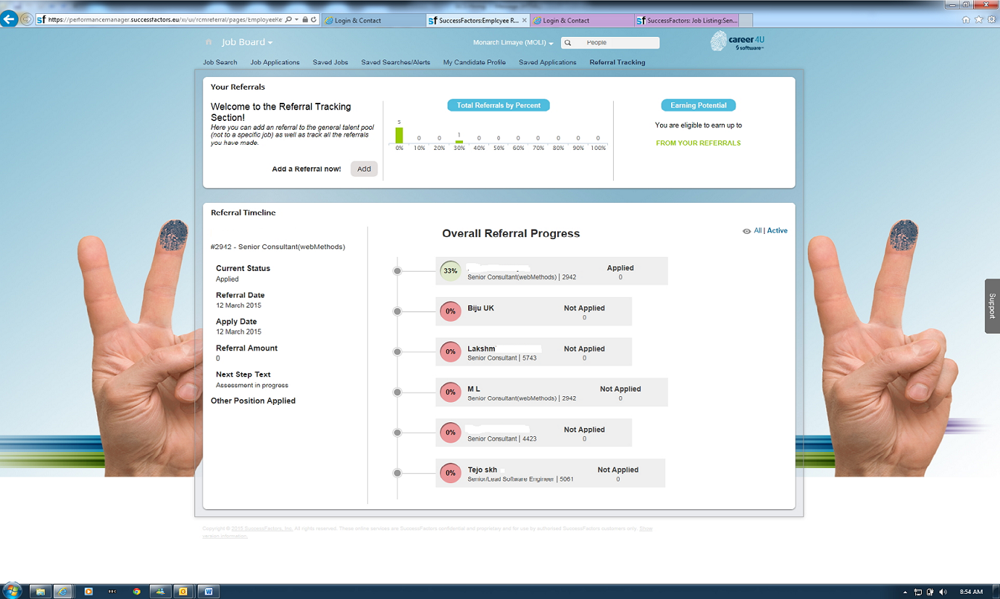 https://performancemanager.successfactors.eu/xi/ui/rcmreferral/pages/EmployeeRe
Login & Contact
SuccessFactors:Emplcyee R...
Login & Contact
SuccessFactors: Job Listing:Sen...
Job Board
Monarch Limaye (MOLI)
People
career 4U
software
Job Search Job Applications Saved Jobs Saved Searches/Alerts My Candidate Profile Saved Applications Referral Tracking
Your Referrals
Welcome to the Referral Tracking
Section!
Here you can add an referral to the general talent pool
(not to a specific job) as well as track all the referrals
you have made.
Add a Referral now! Add
Total Referrals by Percent
5 0 0 1 0 0 0 0 0 0 0
0% 10% 20% 30% 40% 50% 60% 70% 80% 90% 100%
Earning Potential
You are eligible to earn up to
FROM YOUR REFERRALS
Referral Timeline
#2942 - Senior Consultant(webMethods)
Current Status
Applied
Referral Date
12 March 2015
Apply Date
12 March 2015
Referral Amount
0
Next Step Text
Assessment in progress
Other Position Applied
Overall Referral Progress
All | Active
33% Applied
Senior Consultant(webMethods) | 2942 0
0% Biju UK Not Applied
0
0% Lakshm Not Applied
Senior Consultant | 5743 0
0% M L Not Applied
Senior Consultant(webMethods) | 2942 0
0% Not Applied
Senior Consultant | 4423 0
0% Tejo skh Not Applied
Senior/Lead Software Engineer | 5061 0
Support
Copyright © 2015 SuccessFactors, Inc. All rights reserved. These online services are SuccessFactors confidential and proprietary and for use by authorized SuccessFactors customers only. Show
version information.
8:54 AM